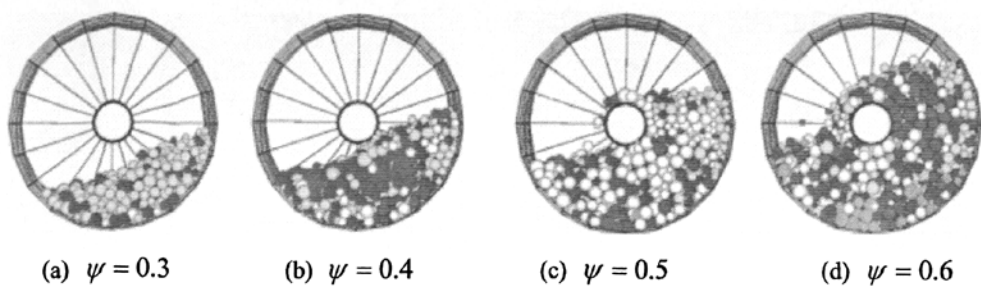 (a) ψ = 0.3 (b) ψ = 0.4 (c) ψ = 0.5 (d) ψ = 0.6